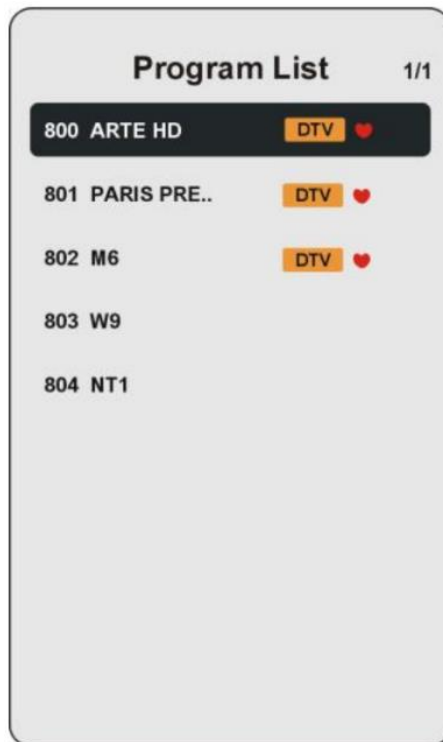 Program List 1/1
800 ARTE HD DTV
801 PARIS PRE.. DTV
802 M6 DTV
803 W9
804 NT1